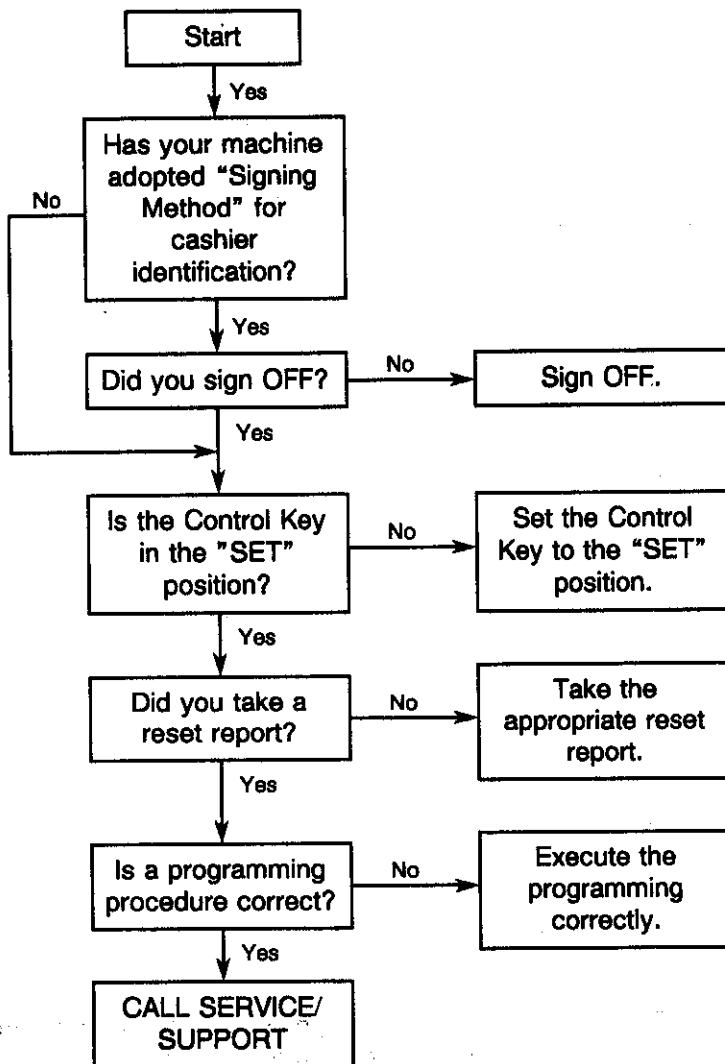 Start
Yes
Has your machine
adopted “Signing
Method” for
cashier
identification?
No
Yes
Did you sign OFF?
No
Sign OFF.
Yes
Is the Control Key
in the ”SET”
position?
No
Set the Control
Key to the “SET”
position.
Yes
Did you take a
reset report?
No
Take the
appropriate reset
report.
Yes
Is a programming
procedure correct?
No
Execute the
programming
correctly.
Yes
CALL SERVICE/
SUPPORT